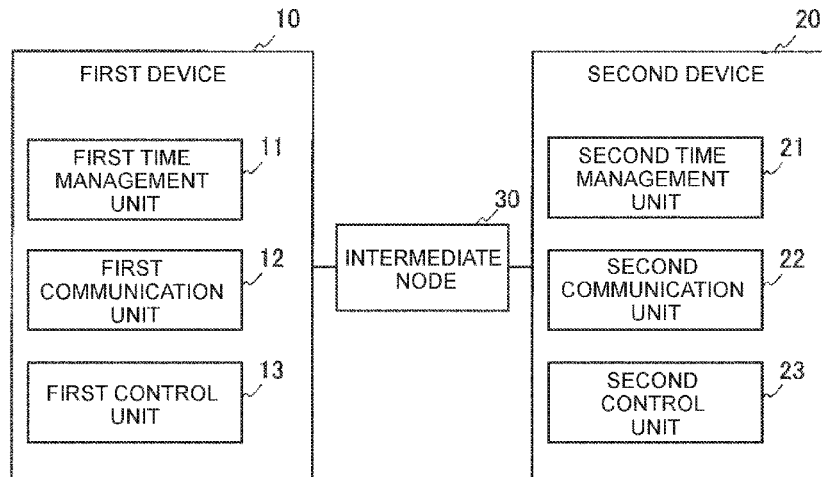 10
FIRST DEVICE
11
FIRST TIME
MANAGEMENT
UNIT
12
FIRST
COMMUNICATION
UNIT
13
FIRST CONTROL
UNIT
30
INTERMEDIATE
NODE
20
SECOND DEVICE
21
SECOND TIME
MANAGEMENT
UNIT
22
SECOND
COMMUNICATION
UNIT
23
SECOND
CONTROL
UNIT